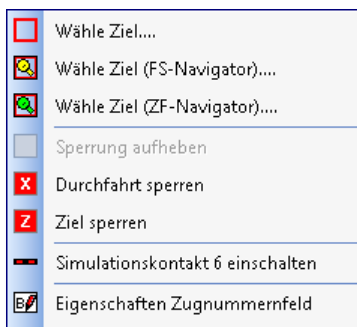 Wähle Ziel....
Wähle Ziel (FS-Navigator)....
Wähle Ziel (ZF-Navigator)....
Sperrung aufheben
X Durchfahrt sperren
Z Ziel sperren
Simulationskontakt 6 einschalten
B Eigenschaften Zugnummernfeld